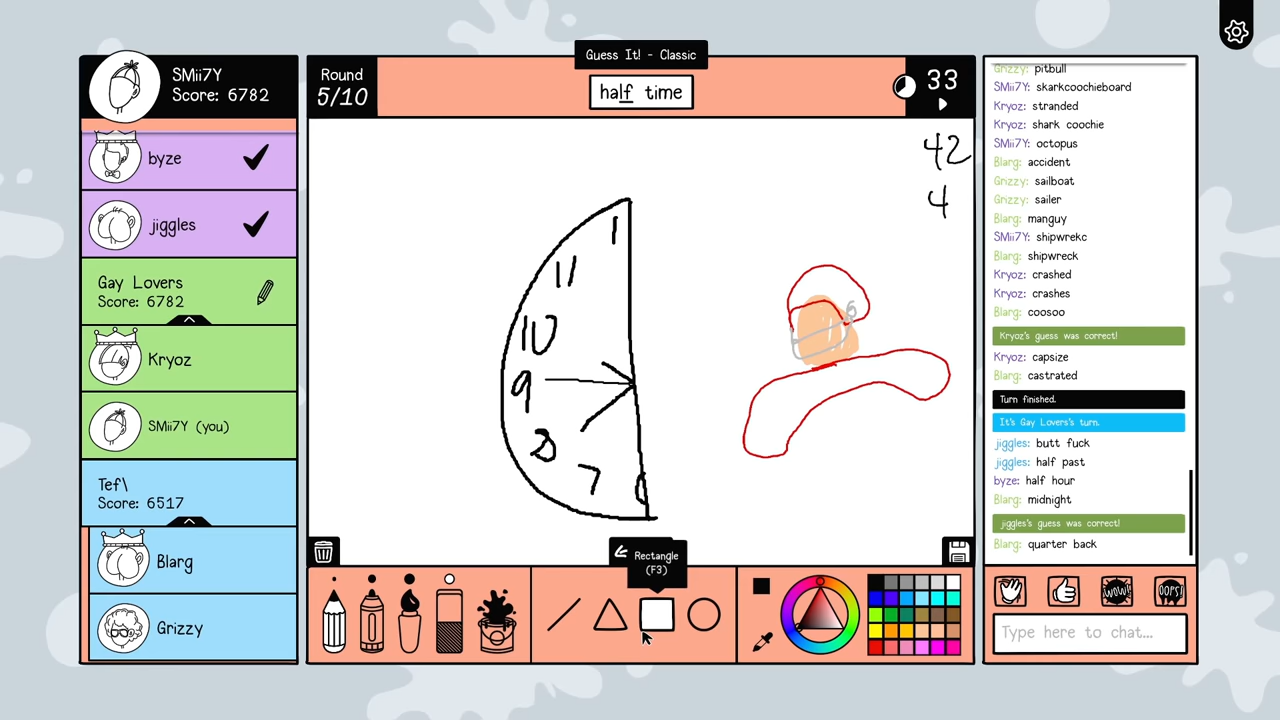 Guess It! - Classic
SMii7Y
Score: 6782
byze
jiggles
Gay Lovers
Score: 6782
Kryoz
SMii7Y (you)
Tef\
Score: 6517
Blarg
Grizzy
Round
5/10
half time
33
42
4
1
11
10
9
8
7
6
Rectangle
(F3)
Grizzy: pitbull
SMii7Y: skarkcoochieboard
Kryoz: stranded
Kryoz: shark coochie
SMii7Y: octopus
Blarg: accident
Grizzy: sailboat
Grizzy: sailer
Blarg: manguy
SMii7Y: shipwrekc
Blarg: shipwreck
Kryoz: crashed
Kryoz: crashes
Blarg: coosoo
Kryoz's guess was correct!
Kryoz: capsize
Blarg: castrated
Turn finished.
It's Gay Lovers's turn.
jiggles: butt fuck
jiggles: half past
byze: half hour
Blarg: midnight
jiggles's guess was correct!
Blarg: quarter back
WOW!
OOPS!
Type here to chat...